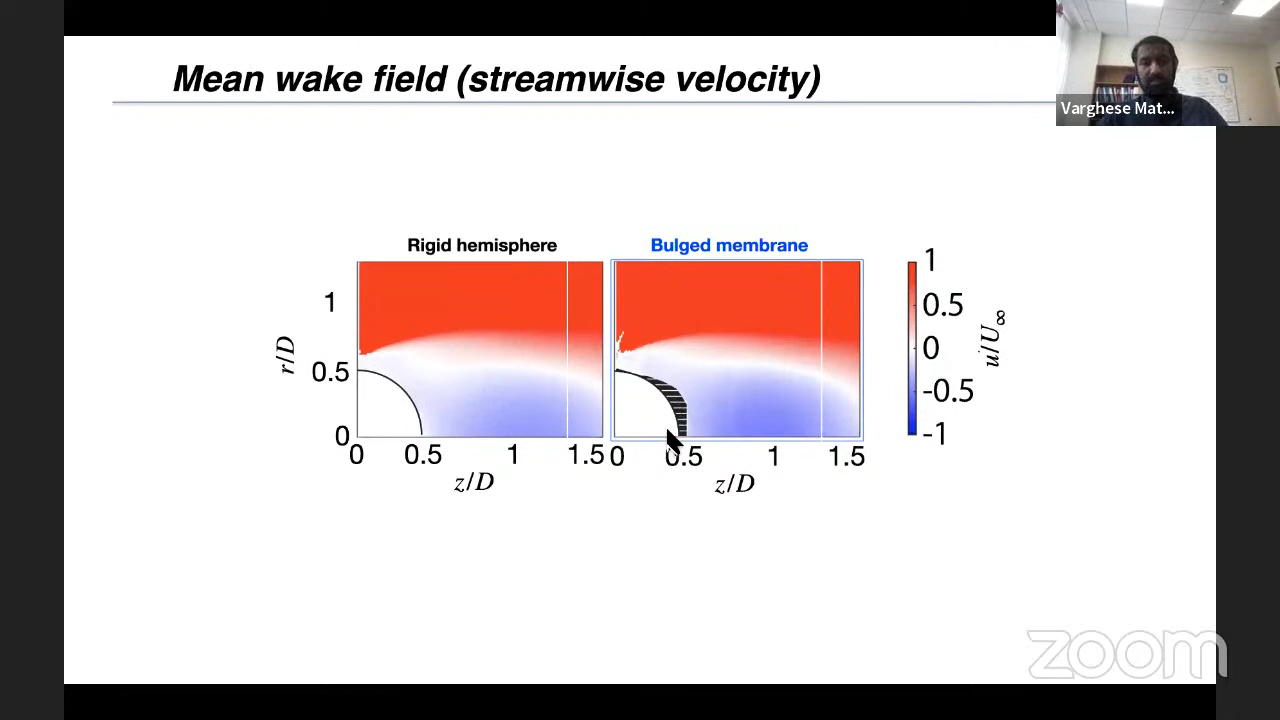 Mean wake field (streamwise velocity)
Varghese Mat...
Rigid hemisphere
Bulged membrane
1
0.5
0
r/D
0 0.5 1 1.5
z/D
0 0.5 1 1.5
z/D
1
0.5
0
-0.5
-1
u/U∞
zoom